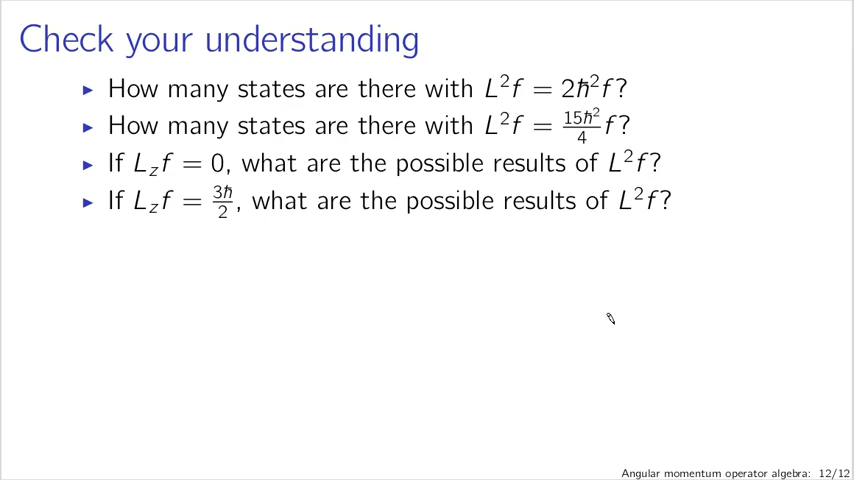 Check your understanding
▶ How many states are there with L²f = 2ℏ²f?
▶ How many states are there with L²f = 15ℏ²/4 f?
▶ If L_z f = 0, what are the possible results of L²f?
▶ If L_z f = 3ℏ/2, what are the possible results of L²f?
Angular momentum operator algebra: 12/12